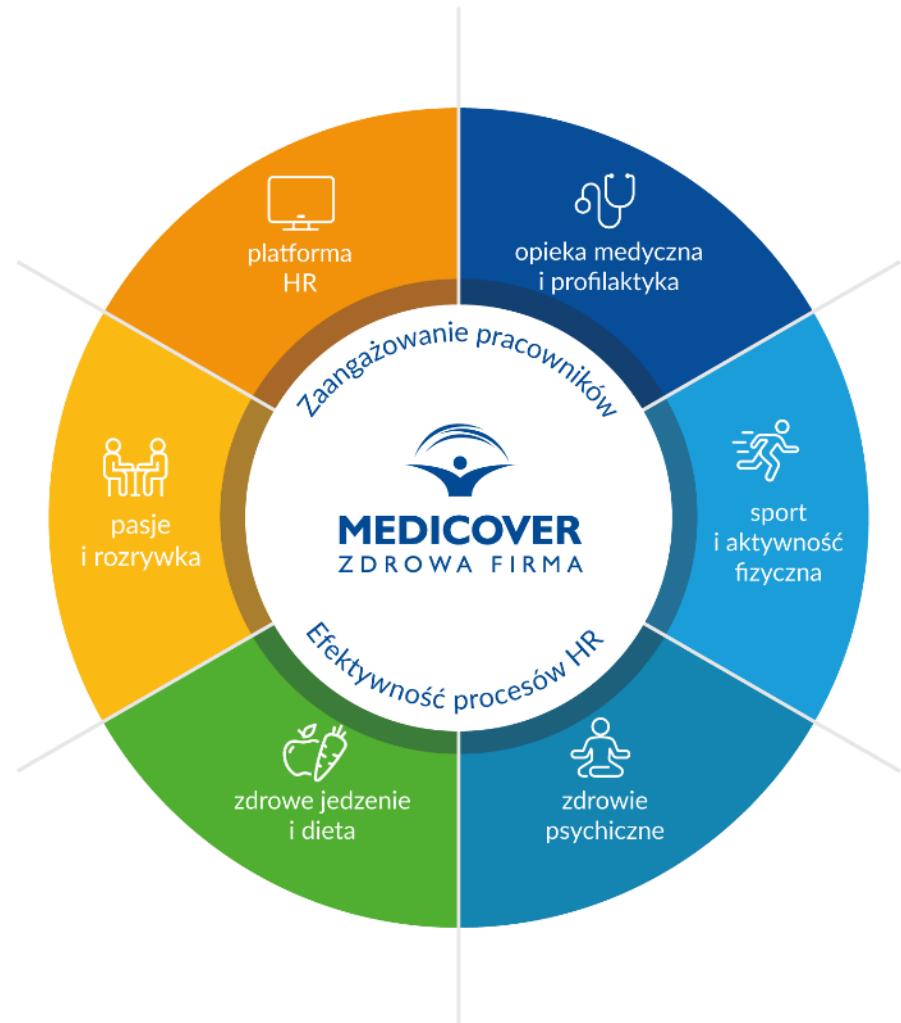 platforma
HR
opieka medyczna
i profilaktyka
Zaangażowanie pracowników
MEDICOVER
ZDROWA FIRMA
Efektywność procesów HR
pasje
i rozrywka
sport
i aktywność
fizyczna
zdrowe jedzenie
i dieta
zdrowie
psychiczne